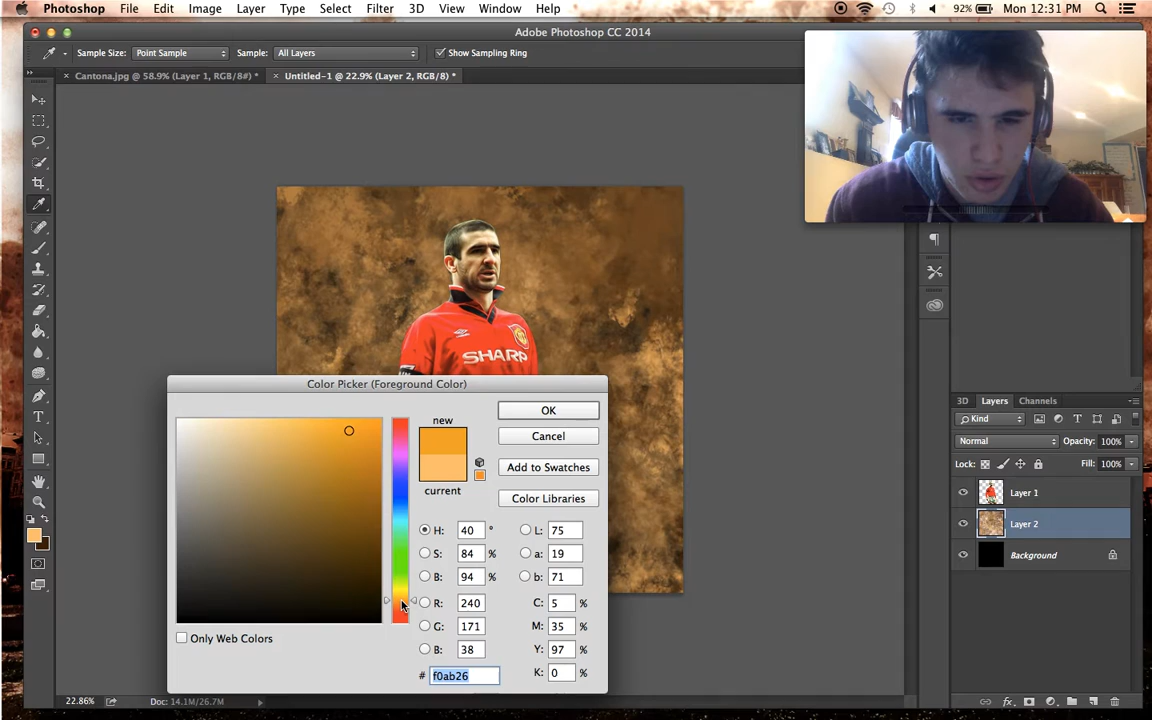 Photoshop File Edit Image Layer Type Select Filter 3D View Window Help 92% Mon 12:31 PM
Adobe Photoshop CC 2014
Sample Size: Point Sample Sample: All Layers Show Sampling Ring
× Cantona.jpg @ 58.9% (Layer 1, RGB/8#) * × Untitled-1 @ 22.9% (Layer 2, RGB/8) *
SHARP
Color Picker (Foreground Color)
new
current
OK
Cancel
Add to Swatches
Color Libraries
H: 40 ° L: 75
S: 84 % a: 19
B: 94 % b: 71
R: 240 C: 5 %
G: 171 M: 35 %
B: 38 Y: 97 %
# f0ab26 K: 0 %
Only Web Colors
3D Layers Channels
Kind
Normal Opacity: 100%
Lock: Fill: 100%
Layer 1
Layer 2
Background
fx
22.86% Doc: 14.1M/26.7M